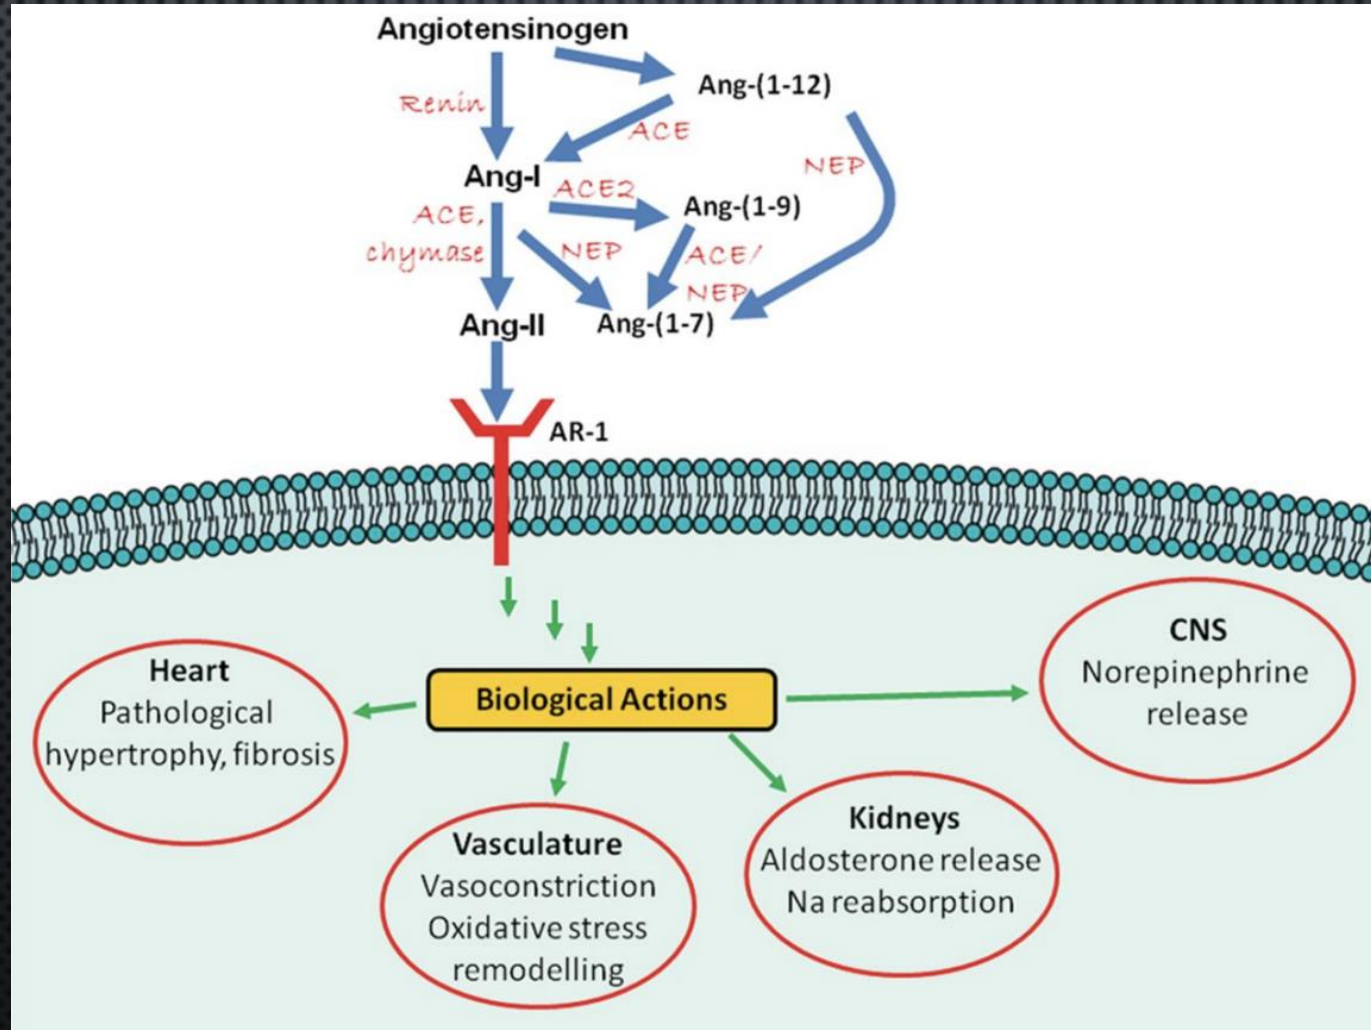 Angiotensinogen
Ang-(1-12)
Renin
ACE
NEP
Ang-I
ACE2
Ang-(1-9)
ACE,
chymase
NEP
ACE/
NEP
Ang-II
Ang-(1-7)
AR-1
CNS
Norepinephrine
release
Heart
Pathological
hypertrophy, fibrosis
Biological Actions
Vasculature
Vasoconstriction
Oxidative stress
remodelling
Kidneys
Aldosterone release
Na reabsorption